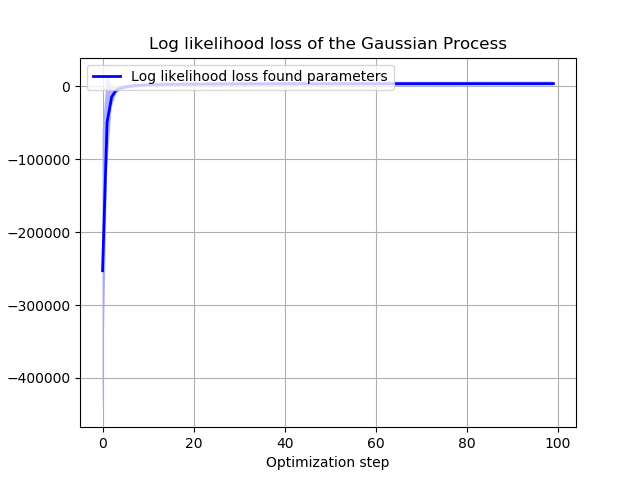 Log likelihood loss of the Gaussian Process
Log likelihood loss found parameters
0
−100000
−200000
−300000
−400000
0 20 40 60 80 100
Optimization step